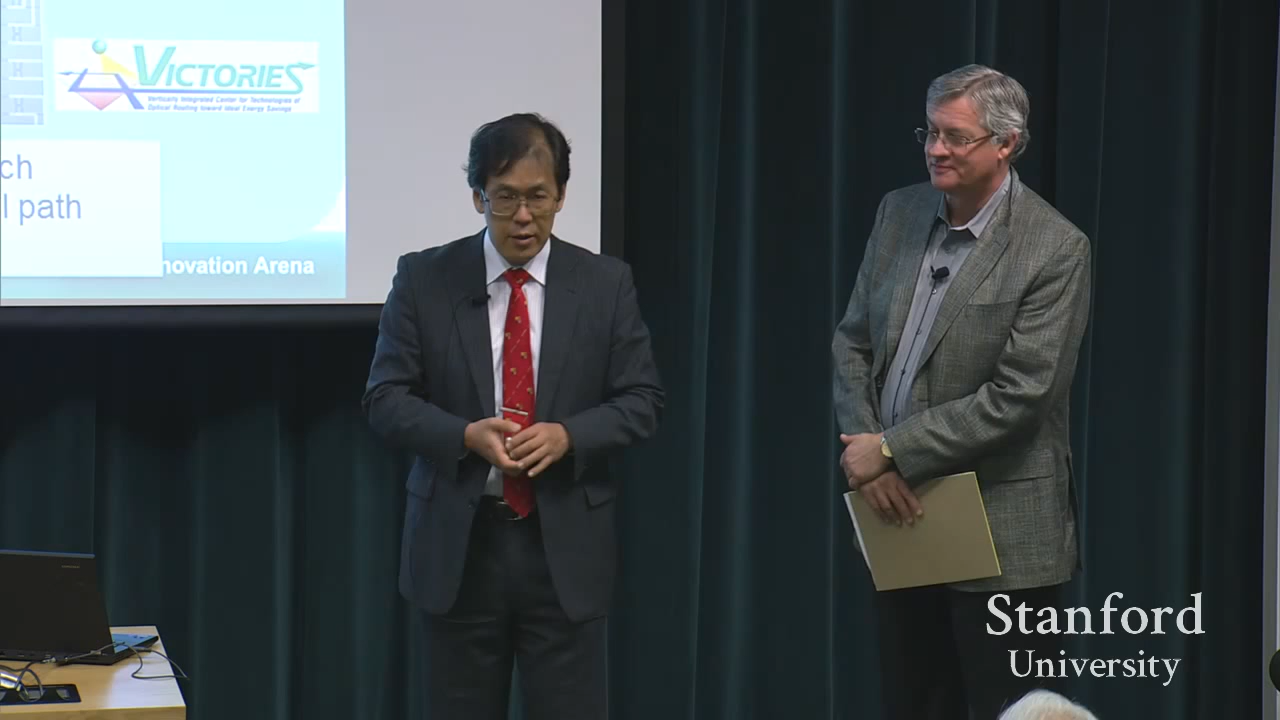 VICTORIES
Vertically Integrated Center for Technologies of
Optical Routing toward Ideal Energy Savings
ch
l path
novation Arena
Stanford
University